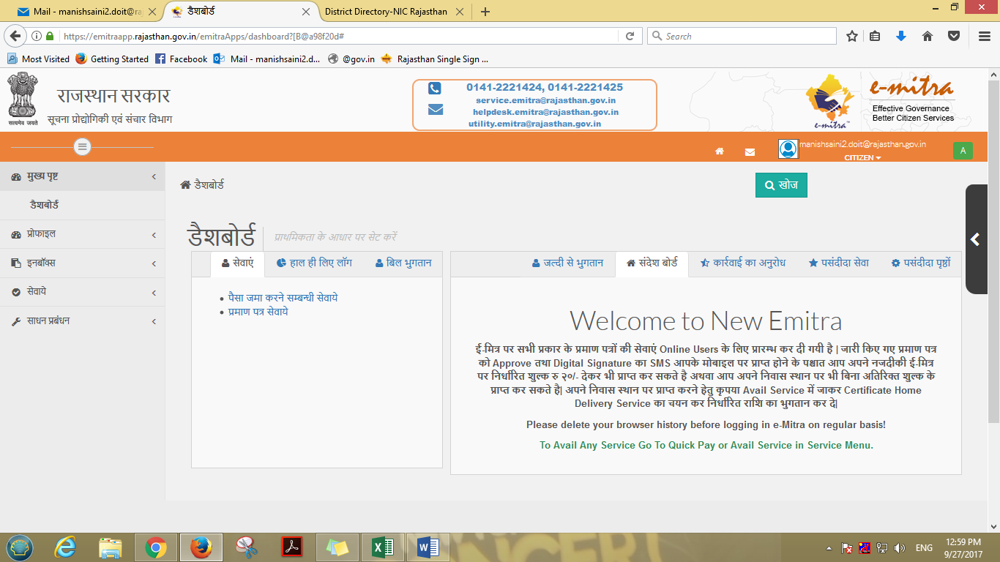 Mail - manishsaini2.doit@raj
डैशबोर्ड
District Directory-NIC Rajasthan
https://emitraapp.rajasthan.gov.in/emitraApps/dashboard?[B@a98f20d#
Search
Most Visited
Getting Started
Facebook
Mail - manishsaini2.d...
@gov.in
Rajasthan Single Sign ...
सत्यमेव जयते
राजस्थान सरकार
सूचना प्रोद्योगिकी एवं संचार विभाग
0141-2221424, 0141-2221425
service.emitra@rajasthan.gov.in
helpdesk.emitra@rajasthan.gov.in
utility.emitra@rajasthan.gov.in
e-mitra™
e-mitra
Effective Governance
Better Citizen Services
manishsaini2.doit@rajasthan.gov.in
CITIZEN
A
मुख्य पृष्ट
डैशबोर्ड
प्रोफाइल
इनबॉक्स
सेवाये
साधन प्रबंधन
डैशबोर्ड
खोज
डैशबोर्ड
प्राथमिकता के आधार पर सेट करें
सेवाएं
हाल ही लिए लॉग
बिल भुगतान
पैसा जमा करने सम्बन्धी सेवाये
प्रमाण पत्र सेवाये
जल्दी से भुगतान
संदेश बोर्ड
कार्रवाई का अनुरोध
पसंदीदा सेवा
पसंदीदा पृष्ठों
Welcome to New Emitra
ई-मित्र पर सभी प्रकार के प्रमाण पत्रों की सेवाएं Online Users के लिए प्रारम्भ कर दी गयी है | जारी किए गए प्रमाण पत्र
को Approve तथा Digital Signature का SMS आपके मोबाइल पर प्राप्त होने के पश्चात आप अपने नजदीकी ई-मित्र
पर निर्धारित शुल्क रु २०/- देकर भी प्राप्त कर सकते है अथवा आप अपने निवास स्थान पर भी बिना अतिरिक्त शुल्क के
प्राप्त कर सकते है| अपने निवास स्थान पर प्राप्त करने हेतु कृपया Avail Service में जाकर Certificate Home
Delivery Service का चयन कर निर्धारित राशि का भुगतान कर दे|
Please delete your browser history before logging in e-Mitra on regular basis!
To Avail Any Service Go To Quick Pay or Avail Service in Service Menu.
ENG
12:59 PM
9/27/2017